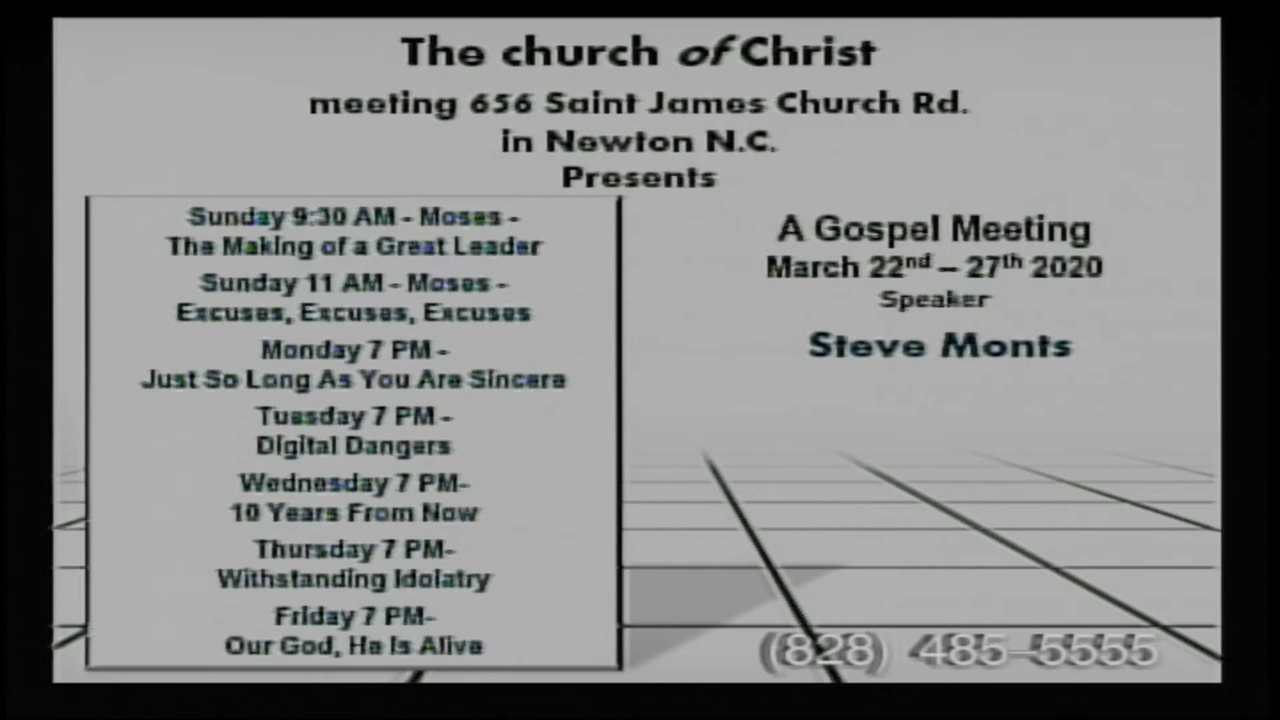 The church of Christ
meeting 656 Saint James Church Rd.
in Newton N.C.
Presents
Sunday 9:30 AM - Moses -
The Making of a Great Leader
Sunday 11 AM - Moses -
Excuses, Excuses, Excuses
Monday 7 PM -
Just So Long As You Are Sincere
Tuesday 7 PM -
Digital Dangers
Wednesday 7 PM-
10 Years From Now
Thursday 7 PM-
Withstanding Idolatry
Friday 7 PM-
Our God, He Is Alive
A Gospel Meeting
March 22nd – 27th 2020
Speaker
Steve Monts
(828) 485-5555